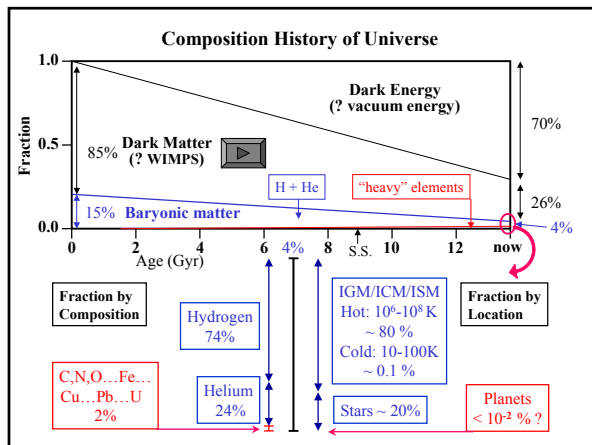 Composition History of Universe
1.0
Dark Energy
(? vacuum energy)
70%
Fraction
85%
Dark Matter
(? WIMPS)
0.5
H + He
“heavy” elements
26%
15%
Baryonic matter
0.0
4%
0
2
4
6
8
10
12
now
Age (Gyr)
4%
S.S.
Fraction by
Composition
Hydrogen
74%
IGM/ICM/ISM
Hot: 10⁶-10⁸ K
~ 80 %
Cold: 10-100K
~ 0.1 %
Fraction by
Location
C,N,O…Fe…
Cu…Pb…U
2%
Helium
24%
Stars ~ 20%
Planets
< 10⁻² % ?